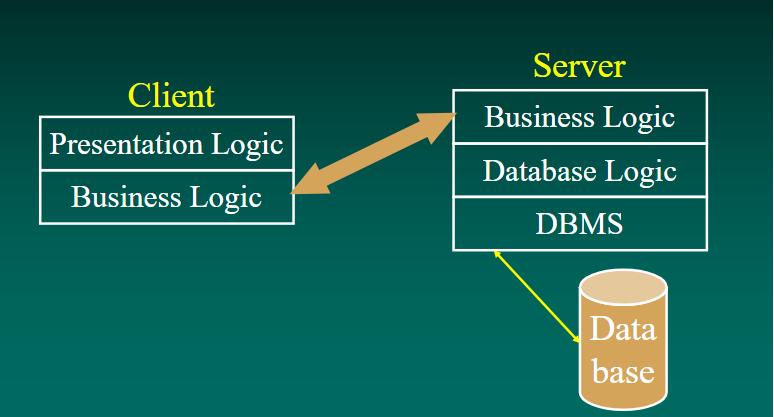 Client
Presentation Logic
Business Logic
Server
Business Logic
Database Logic
DBMS
Data
base